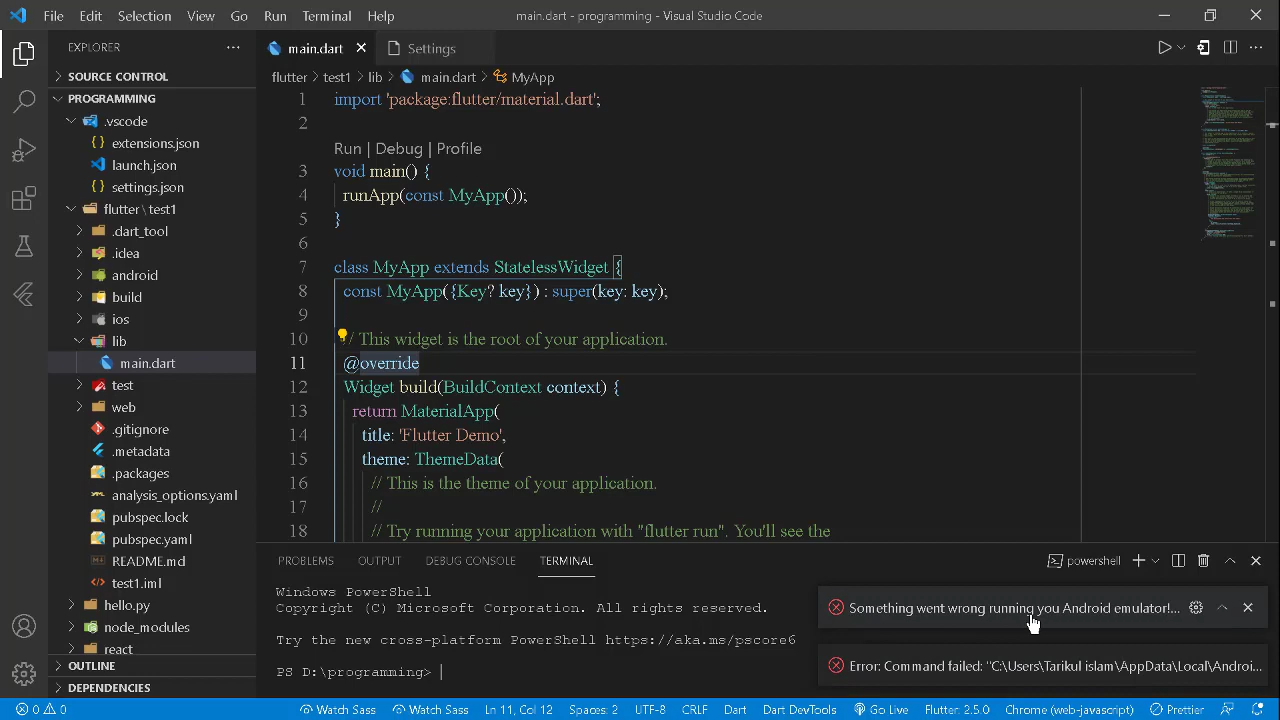 File Edit Selection View Go Run Terminal Help main.dart - programming - Visual Studio Code
EXPLORER
SOURCE CONTROL
PROGRAMMING
.vscode
extensions.json
launch.json
settings.json
flutter \ test1
.dart_tool
.idea
android
build
ios
lib
main.dart
test
web
.gitignore
.metadata
.packages
analysis_options.yaml
pubspec.lock
pubspec.yaml
README.md
test1.iml
hello.py
node_modules
react
OUTLINE
DEPENDENCIES
main.dart Settings
flutter > test1 > lib > main.dart > MyApp
1 import 'package:flutter/material.dart';
2
Run | Debug | Profile
3 void main() {
4 runApp(const MyApp());
5 }
6
7 class MyApp extends StatelessWidget {
8 const MyApp({Key? key}) : super(key: key);
9
10 // This widget is the root of your application.
11 @override
12 Widget build(BuildContext context) {
13 return MaterialApp(
14 title: 'Flutter Demo',
15 theme: ThemeData(
16 // This is the theme of your application.
17 //
18 // Try running your application with "flutter run". You'll see the
PROBLEMS OUTPUT DEBUG CONSOLE TERMINAL powershell
Windows PowerShell
Copyright (C) Microsoft Corporation. All rights reserved.
Try the new cross-platform PowerShell https://aka.ms/pscore6
PS D:\programming>
Something went wrong running you Android emulator!...
Error: Command failed: "C:\Users\Tarikul islam\AppData\Local\Androi...
0 0 Watch Sass Watch Sass Ln 11, Col 12 Spaces: 2 UTF-8 CRLF Dart Dart DevTools Go Live Flutter: 2.5.0 Chrome (web-javascript) Prettier